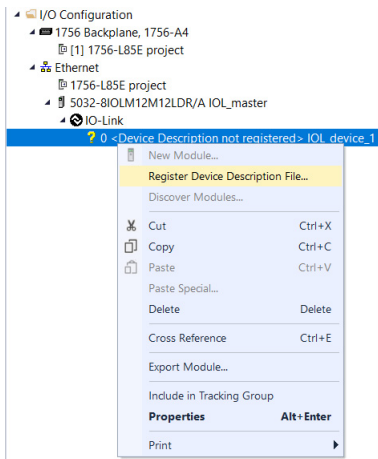 I/O Configuration
1756 Backplane, 1756-A4
[1] 1756-L85E project
Ethernet
1756-L85E project
5032-8IOLM12M12LDR/A IOL_master
IO-Link
? 0 <Device Description not registered> IOL_device_1
New Module...
Register Device Description File...
Discover Modules...
Cut Ctrl+X
Copy Ctrl+C
Paste Ctrl+V
Paste Special...
Delete Delete
Cross Reference Ctrl+E
Export Module...
Include in Tracking Group
Properties Alt+Enter
Print